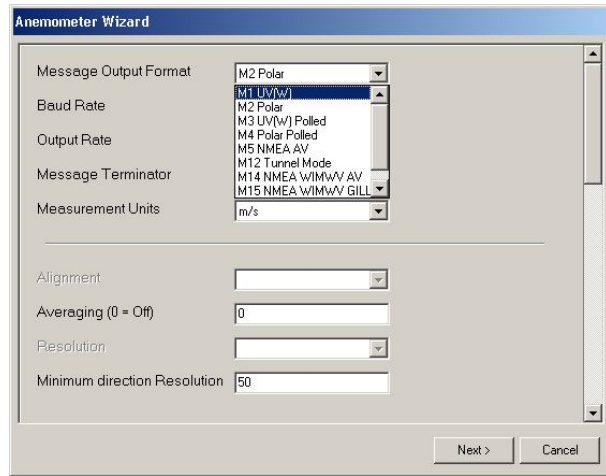 Anemometer Wizard
Message Output Format
M2 Polar
M1 UV(W)
M2 Polar
M3 UV(W) Polled
M4 Polar Polled
M5 NMEA AV
M12 Tunnel Mode
M14 NMEA WIMWV AV
M15 NMEA WIMWV GILL
Baud Rate
Output Rate
Message Terminator
Measurement Units
m/s
Alignment
Averaging (0 = Off)
0
Resolution
Minimum direction Resolution
50
Next >
Cancel